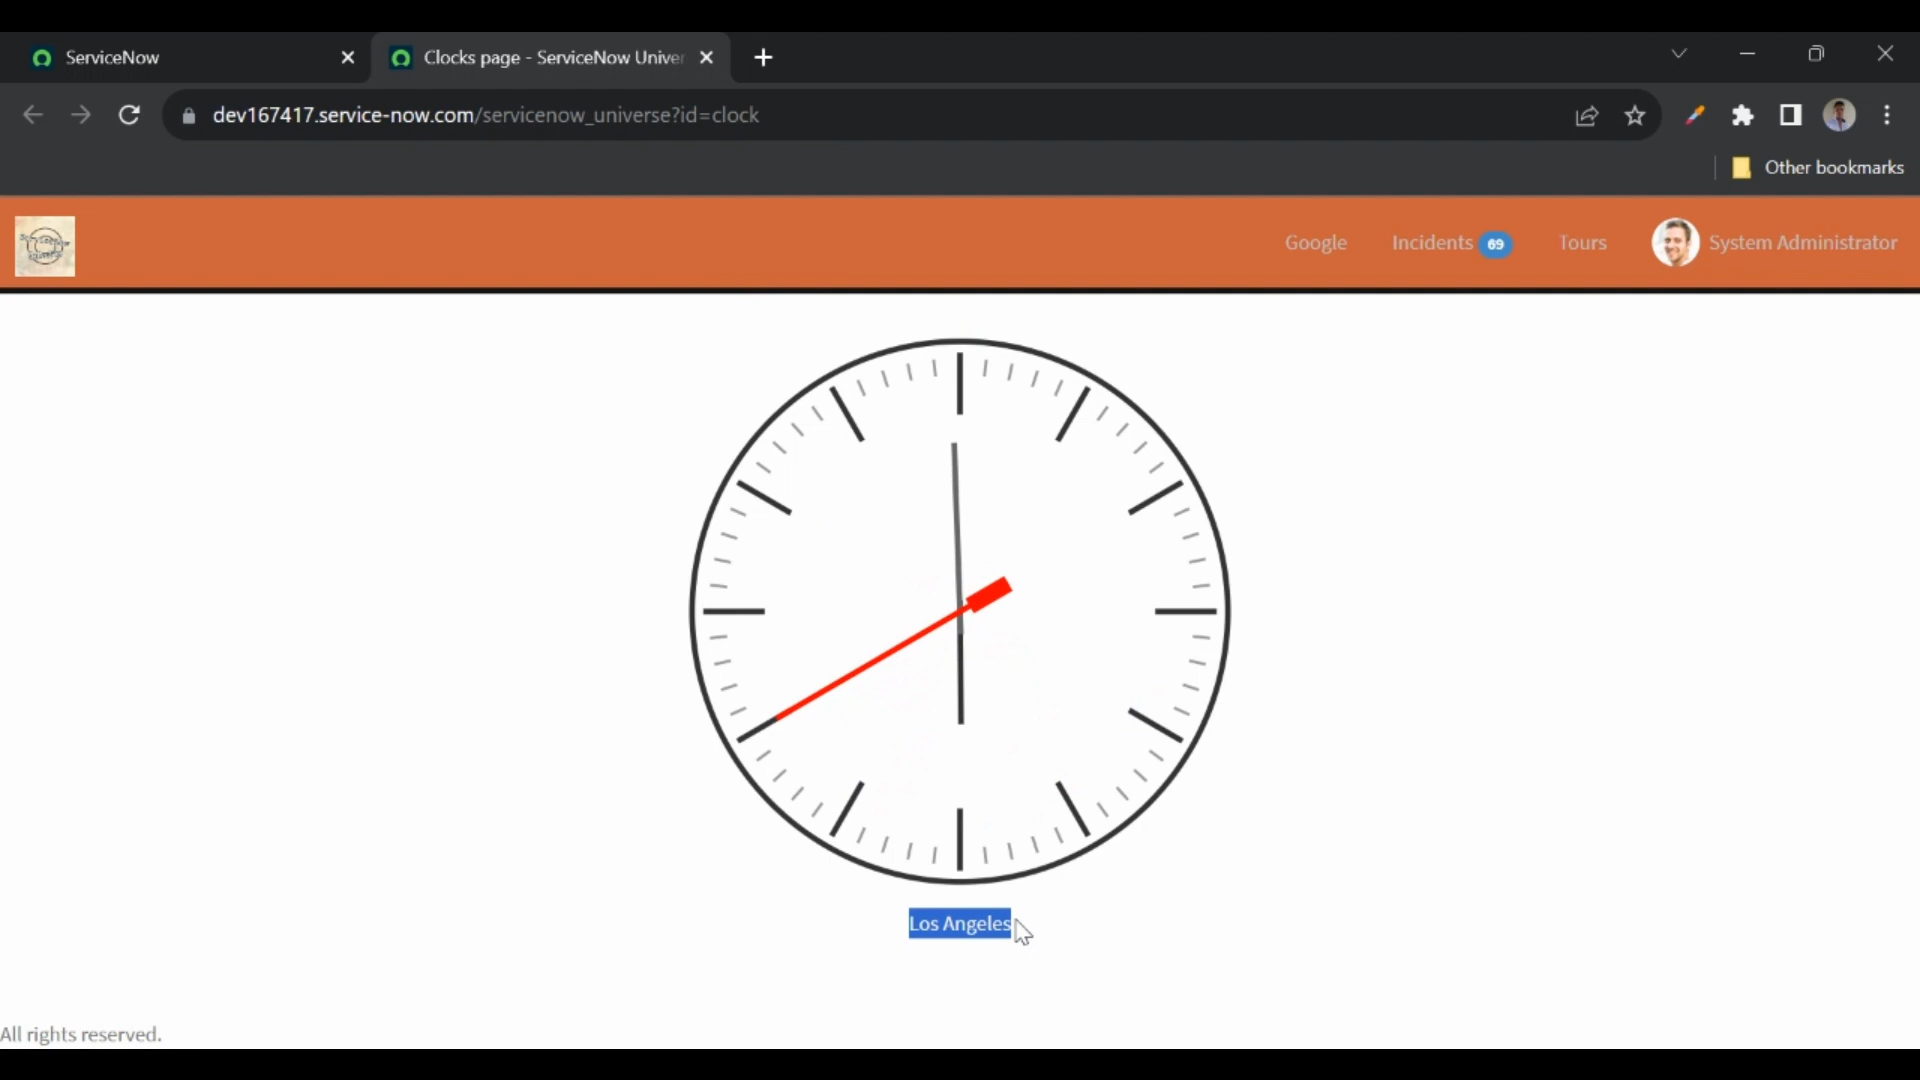 ServiceNow
Clocks page - ServiceNow Univer
dev167417.service-now.com/servicenow_universe?id=clock
Other bookmarks
Google Incidents 69 Tours System Administrator
Los Angeles
All rights reserved.